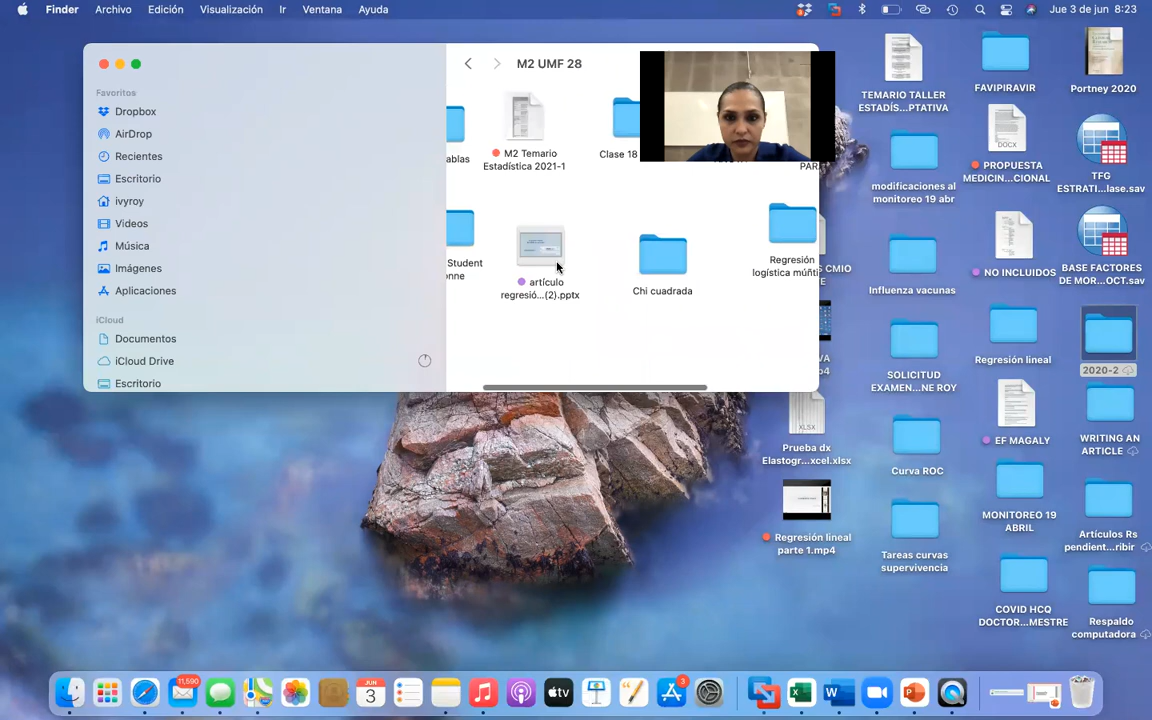 Finder Archivo Edición Visualización Ir Ventana Ayuda
Jue 3 de jun 8:23
M2 UMF 28
Favoritos
Dropbox
AirDrop
Recientes
Escritorio
ivyroy
Videos
Música
Imágenes
Aplicaciones
iCloud
Documentos
iCloud Drive
Escritorio
ablas
M2 Temario
Estadística 2021-1
Clase 18
PAR
Student
onne
artículo
regresió...(2).pptx
Chi cuadrada
Regresión
logística múlti
TEMARIO TALLER
ESTADÍS...PTATIVA
FAVIPIRAVIR
Portney 2020
modificaciones al
monitoreo 19 abr
DOCX
PROPUESTA
MEDICIN...CIONAL
TFG
ESTRATI...lase.sav
S CMIO
Influenza vacunas
NO INCLUIDOS
BASE FACTORES
DE MOR...OCT.sav
VA
p4
SOLICITUD
EXAMEN...NE ROY
Regresión lineal
2020-2
XLSX
Prueba dx
Elastogr...xcel.xlsx
Curva ROC
EF MAGALY
WRITING AN
ARTICLE
Regresión lineal
parte 1.mp4
Tareas curvas
supervivencia
MONITOREO 19
ABRIL
Artículos Rs
pendient...ribir
COVID HCQ
DOCTOR...MESTRE
Respaldo
computadora
11,590
JUN
3
tv
3
X
W
P